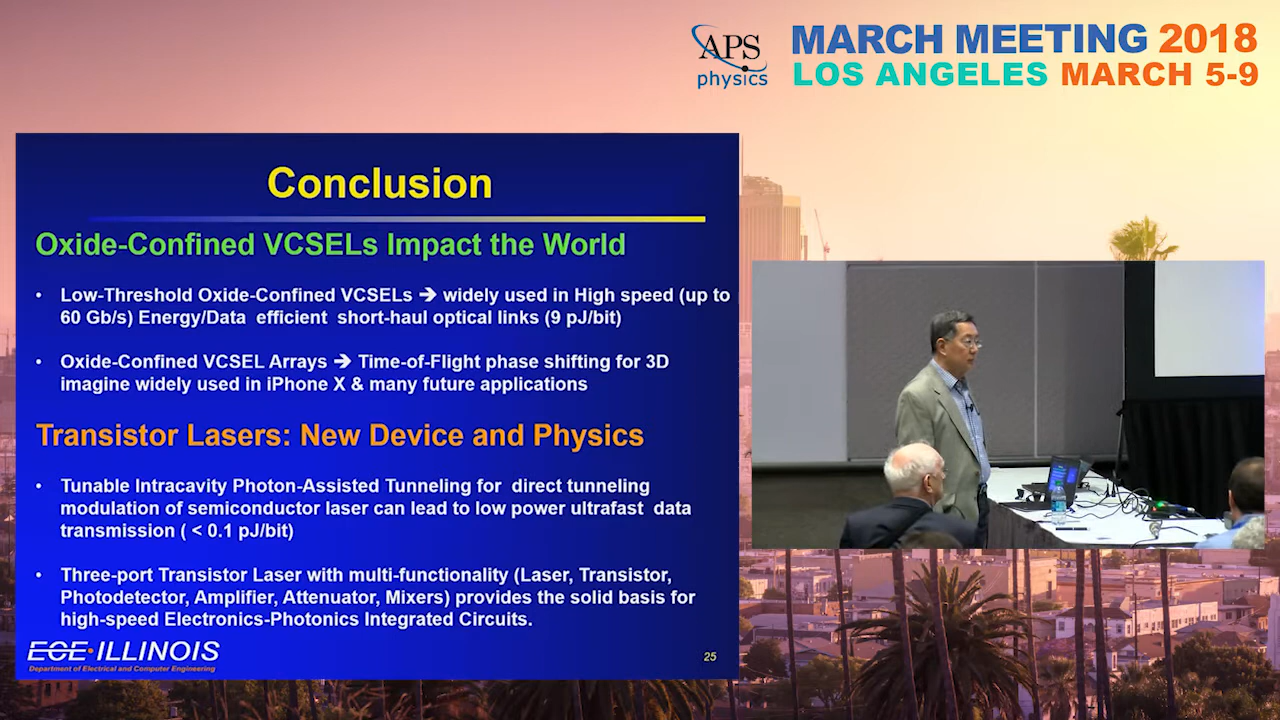 APS
physics
MARCH MEETING 2018
LOS ANGELES MARCH 5-9
Conclusion
Oxide-Confined VCSELs Impact the World
• Low-Threshold Oxide-Confined VCSELs ➔ widely used in High speed (up to
60 Gb/s) Energy/Data efficient short-haul optical links (9 pJ/bit)
• Oxide-Confined VCSEL Arrays ➔ Time-of-Flight phase shifting for 3D
imagine widely used in iPhone X & many future applications
Transistor Lasers: New Device and Physics
• Tunable Intracavity Photon-Assisted Tunneling for direct tunneling
modulation of semiconductor laser can lead to low power ultrafast data
transmission ( < 0.1 pJ/bit)
• Three-port Transistor Laser with multi-functionality (Laser, Transistor,
Photodetector, Amplifier, Attenuator, Mixers) provides the solid basis for
high-speed Electronics-Photonics Integrated Circuits.
ECE·ILLINOIS
Department of Electrical and Computer Engineering
25